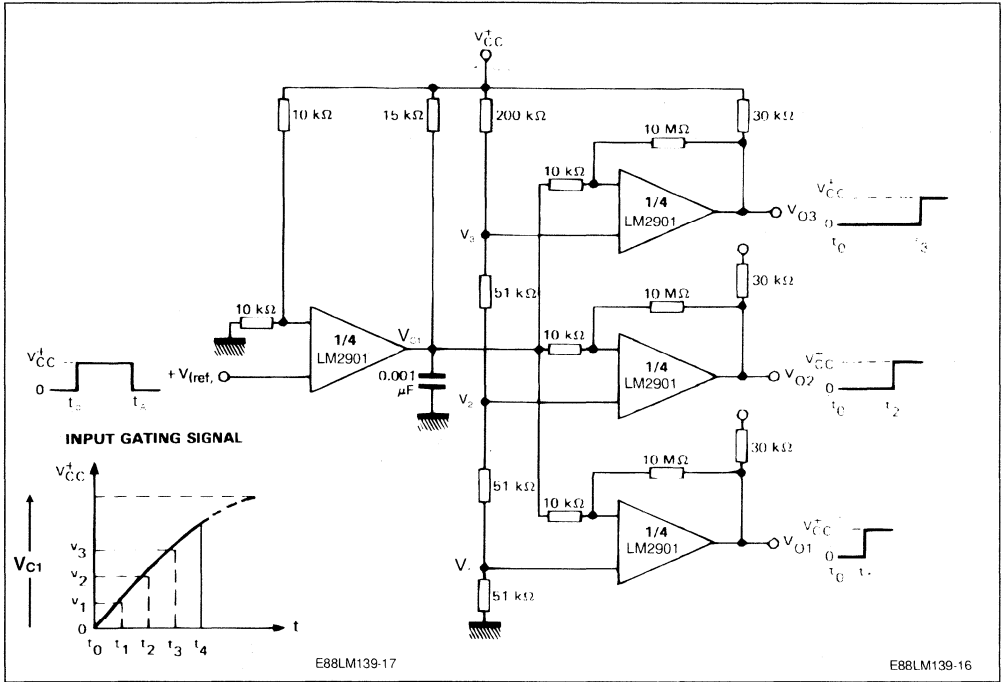 V+CC
10 kΩ
15 kΩ
200 kΩ
30 kΩ
10 MΩ
10 kΩ
1/4
LM2901
V+CC
0
VO3
t0
t3
V3
51 kΩ
30 kΩ
10 MΩ
10 kΩ
10 kΩ
1/4
LM2901
VC1
1/4
LM2901
V+CC
0
VO2
t0
t2
V+CC
0
+V(ref,
0.001
μF
V2
INPUT GATING SIGNAL
30 kΩ
10 MΩ
51 kΩ
10 kΩ
1/4
LM2901
V+CC
0
VO1
t0
51 kΩ
V+CC
VC1
V3
V2
V1
0
t0 t1 t2 t3 t4
t
E88LM139-17
E88LM139-16